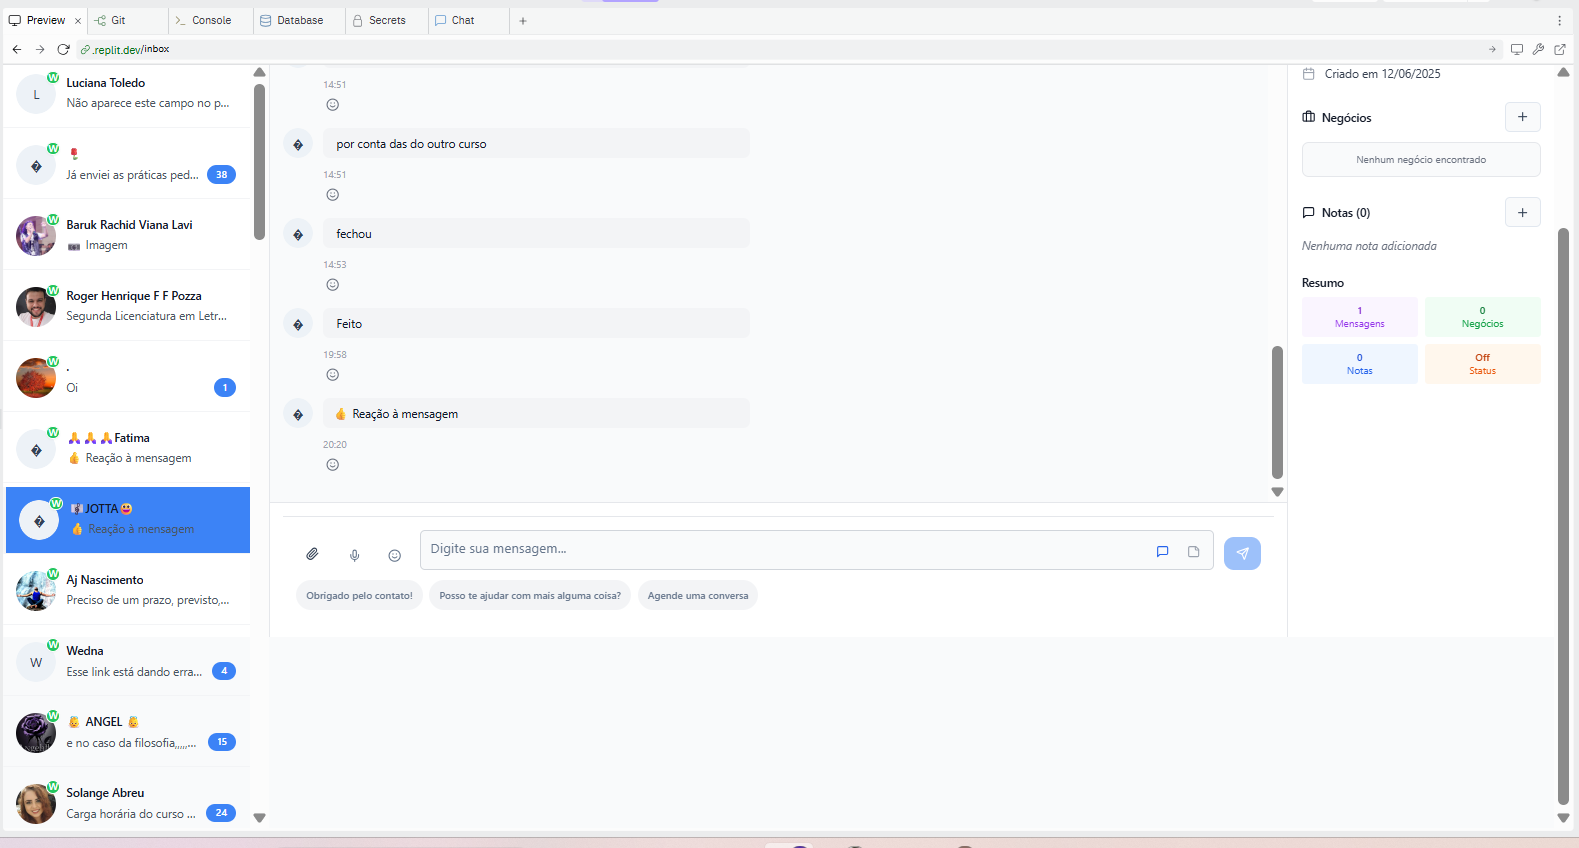 Preview
Git
Console
Database
Secrets
Chat
.replit.dev/inbox
L
Luciana Toledo
Não aparece este campo no p...
Já enviei as práticas ped...
38
Baruk Rachid Viana Lavi
Imagem
Roger Henrique F F Pozza
Segunda Licenciatura em Letr...
.
Oi
1
🙏🙏🙏Fatima
👍 Reação à mensagem
JOTTA😃
👍 Reação à mensagem
Aj Nascimento
Preciso de um prazo, previsto,...
W
Wedna
Esse link está dando erra...
4
ANGEL
e no caso da filosofia,,,,,...
15
Solange Abreu
Carga horária do curso ...
24
14:51
por conta das do outro curso
14:51
fechou
14:53
Feito
19:58
👍 Reação à mensagem
20:20
Digite sua mensagem...
Obrigado pelo contato!
Posso te ajudar com mais alguma coisa?
Agende uma conversa
Criado em 12/06/2025
Negócios
Nenhum negócio encontrado
Notas (0)
Nenhuma nota adicionada
Resumo
1
Mensagens
0
Negócios
0
Notas
Off
Status